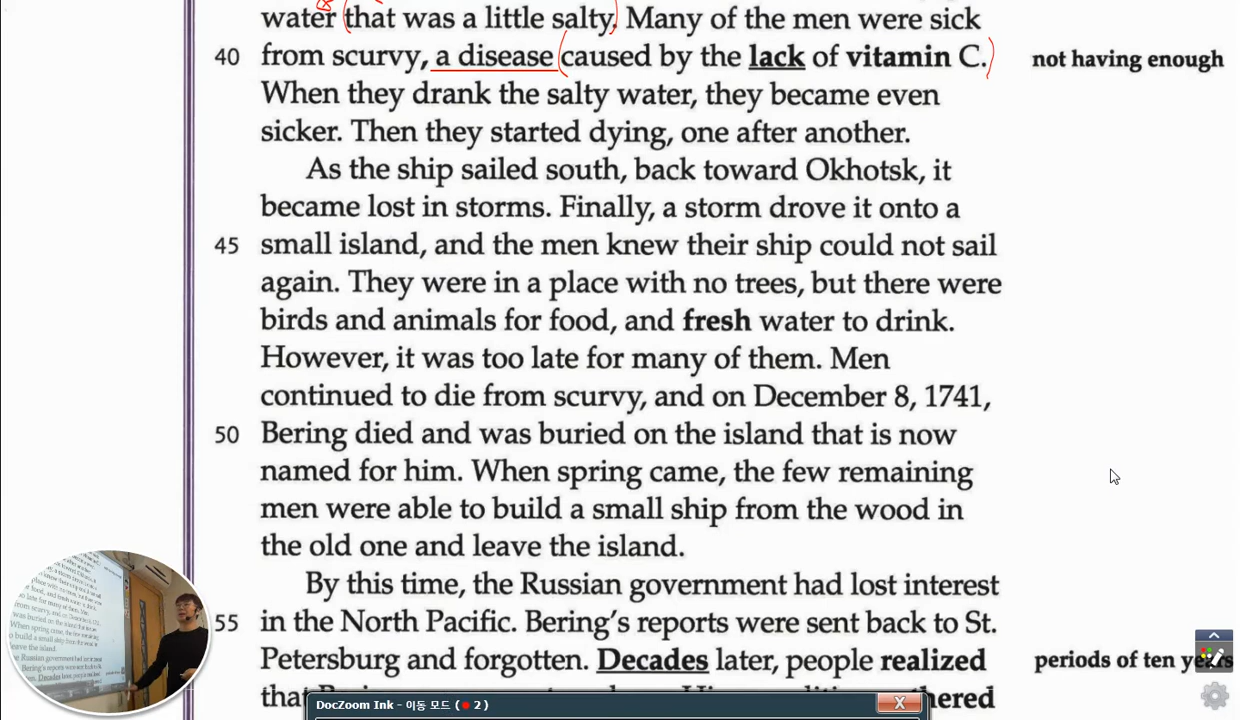 water that was a little salty. Many of the men were sick
40 from scurvy, a disease caused by the lack of vitamin C. not having enough
When they drank the salty water, they became even
sicker. Then they started dying, one after another.
As the ship sailed south, back toward Okhotsk, it
became lost in storms. Finally, a storm drove it onto a
45 small island, and the men knew their ship could not sail
again. They were in a place with no trees, but there were
birds and animals for food, and fresh water to drink.
However, it was too late for many of them. Men
continued to die from scurvy, and on December 8, 1741,
50 Bering died and was buried on the island that is now
named for him. When spring came, the few remaining
men were able to build a small ship from the wood in
the old one and leave the island.
By this time, the Russian government had lost interest
55 in the North Pacific. Bering's reports were sent back to St.
Petersburg and forgotten. Decades later, people realized periods of ten years
that
DocZoom Ink - 이동 모드 ( 2 ) X